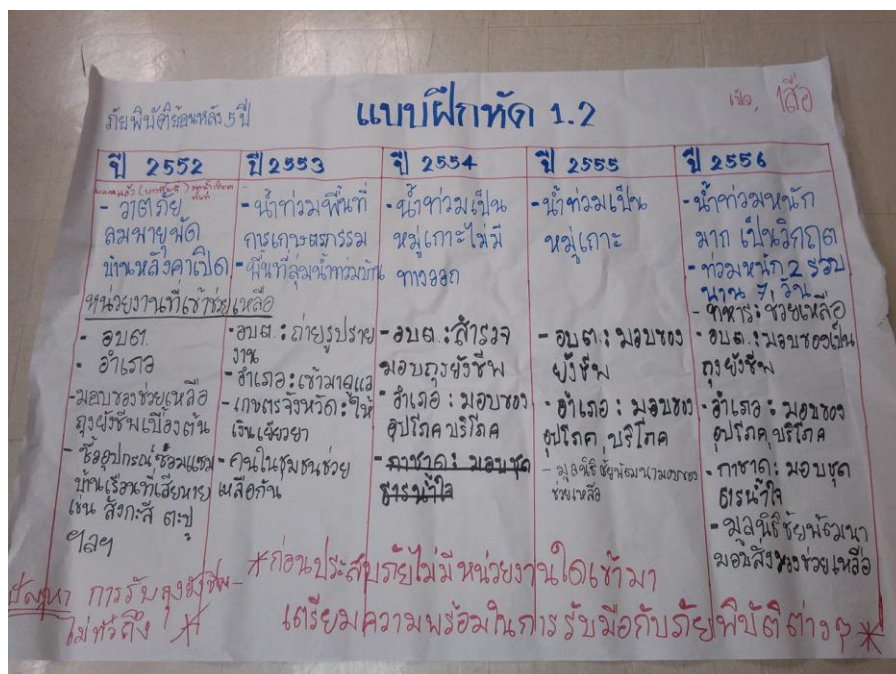 ภัยพิบัติย้อนหลัง 5 ปี
แบบฝึกหัด 1.2
เสือ
ปี 2552
- วาตภัย
ลมพายุพัด
บ้านหลังคาเปิด
หน่วยงานที่เข้าช่วยเหลือ
- อบต.
- อำเภอ
- มอบของช่วยเหลือ
ถุงยังชีพเบื้องต้น
- ซื้ออุปกรณ์ซ่อมแซม
บ้านเรือนที่เสียหาย
เช่น สังกะสี ตะปู
ฯลฯ
ปี 2553
- น้ำท่วมพื้นที่
การเกษตรกรรม
- พื้นที่ลุ่มน้ำท่วมบ้าน
- อบต. : ถ่ายรูปราย
งาน
- อำเภอ : เข้ามาดูแล
- เกษตรจังหวัด : ให้
เงินเยียวยา
- คนในชุมชนช่วย
เหลือกัน
ปี 2554
- น้ำท่วมเป็น
หมู่เกาะไม่มี
ทางออก
- อบต. : สำรวจ
มอบถุงยังชีพ
- อำเภอ : มอบของ
อุปโภค บริโภค
- กาชาด : มอบชุด
ธารน้ำใจ
ปี 2555
- น้ำท่วมเป็น
หมู่เกาะ
- อบต. : มอบของ
ยังชีพ
- อำเภอ : มอบของ
อุปโภค, บริโภค
- มูลนิธิชัยพัฒนามอบของ
ช่วยเหลือ
ปี 2556
- น้ำท่วมหนัก
มาก เป็นวิกฤต
- ท่วมหนัก 2 รอบ
นาน 7 วัน
- ทหาร : ช่วยเหลือ
- อบต. : มอบของเป็น
ถุงยังชีพ
- อำเภอ : มอบของ
อุปโภค, บริโภค
- กาชาด : มอบชุด
ธารน้ำใจ
- มูลนิธิชัยพัฒนา
มอบสิ่งของช่วยเหลือ
ปัญหา การรับถุงยังชีพ
ไม่ทั่วถึง *
* ก่อนประสบภัยไม่มีหน่วยงานใดเข้ามา
เตรียมความพร้อมในการรับมือกับภัยพิบัติต่างๆ *